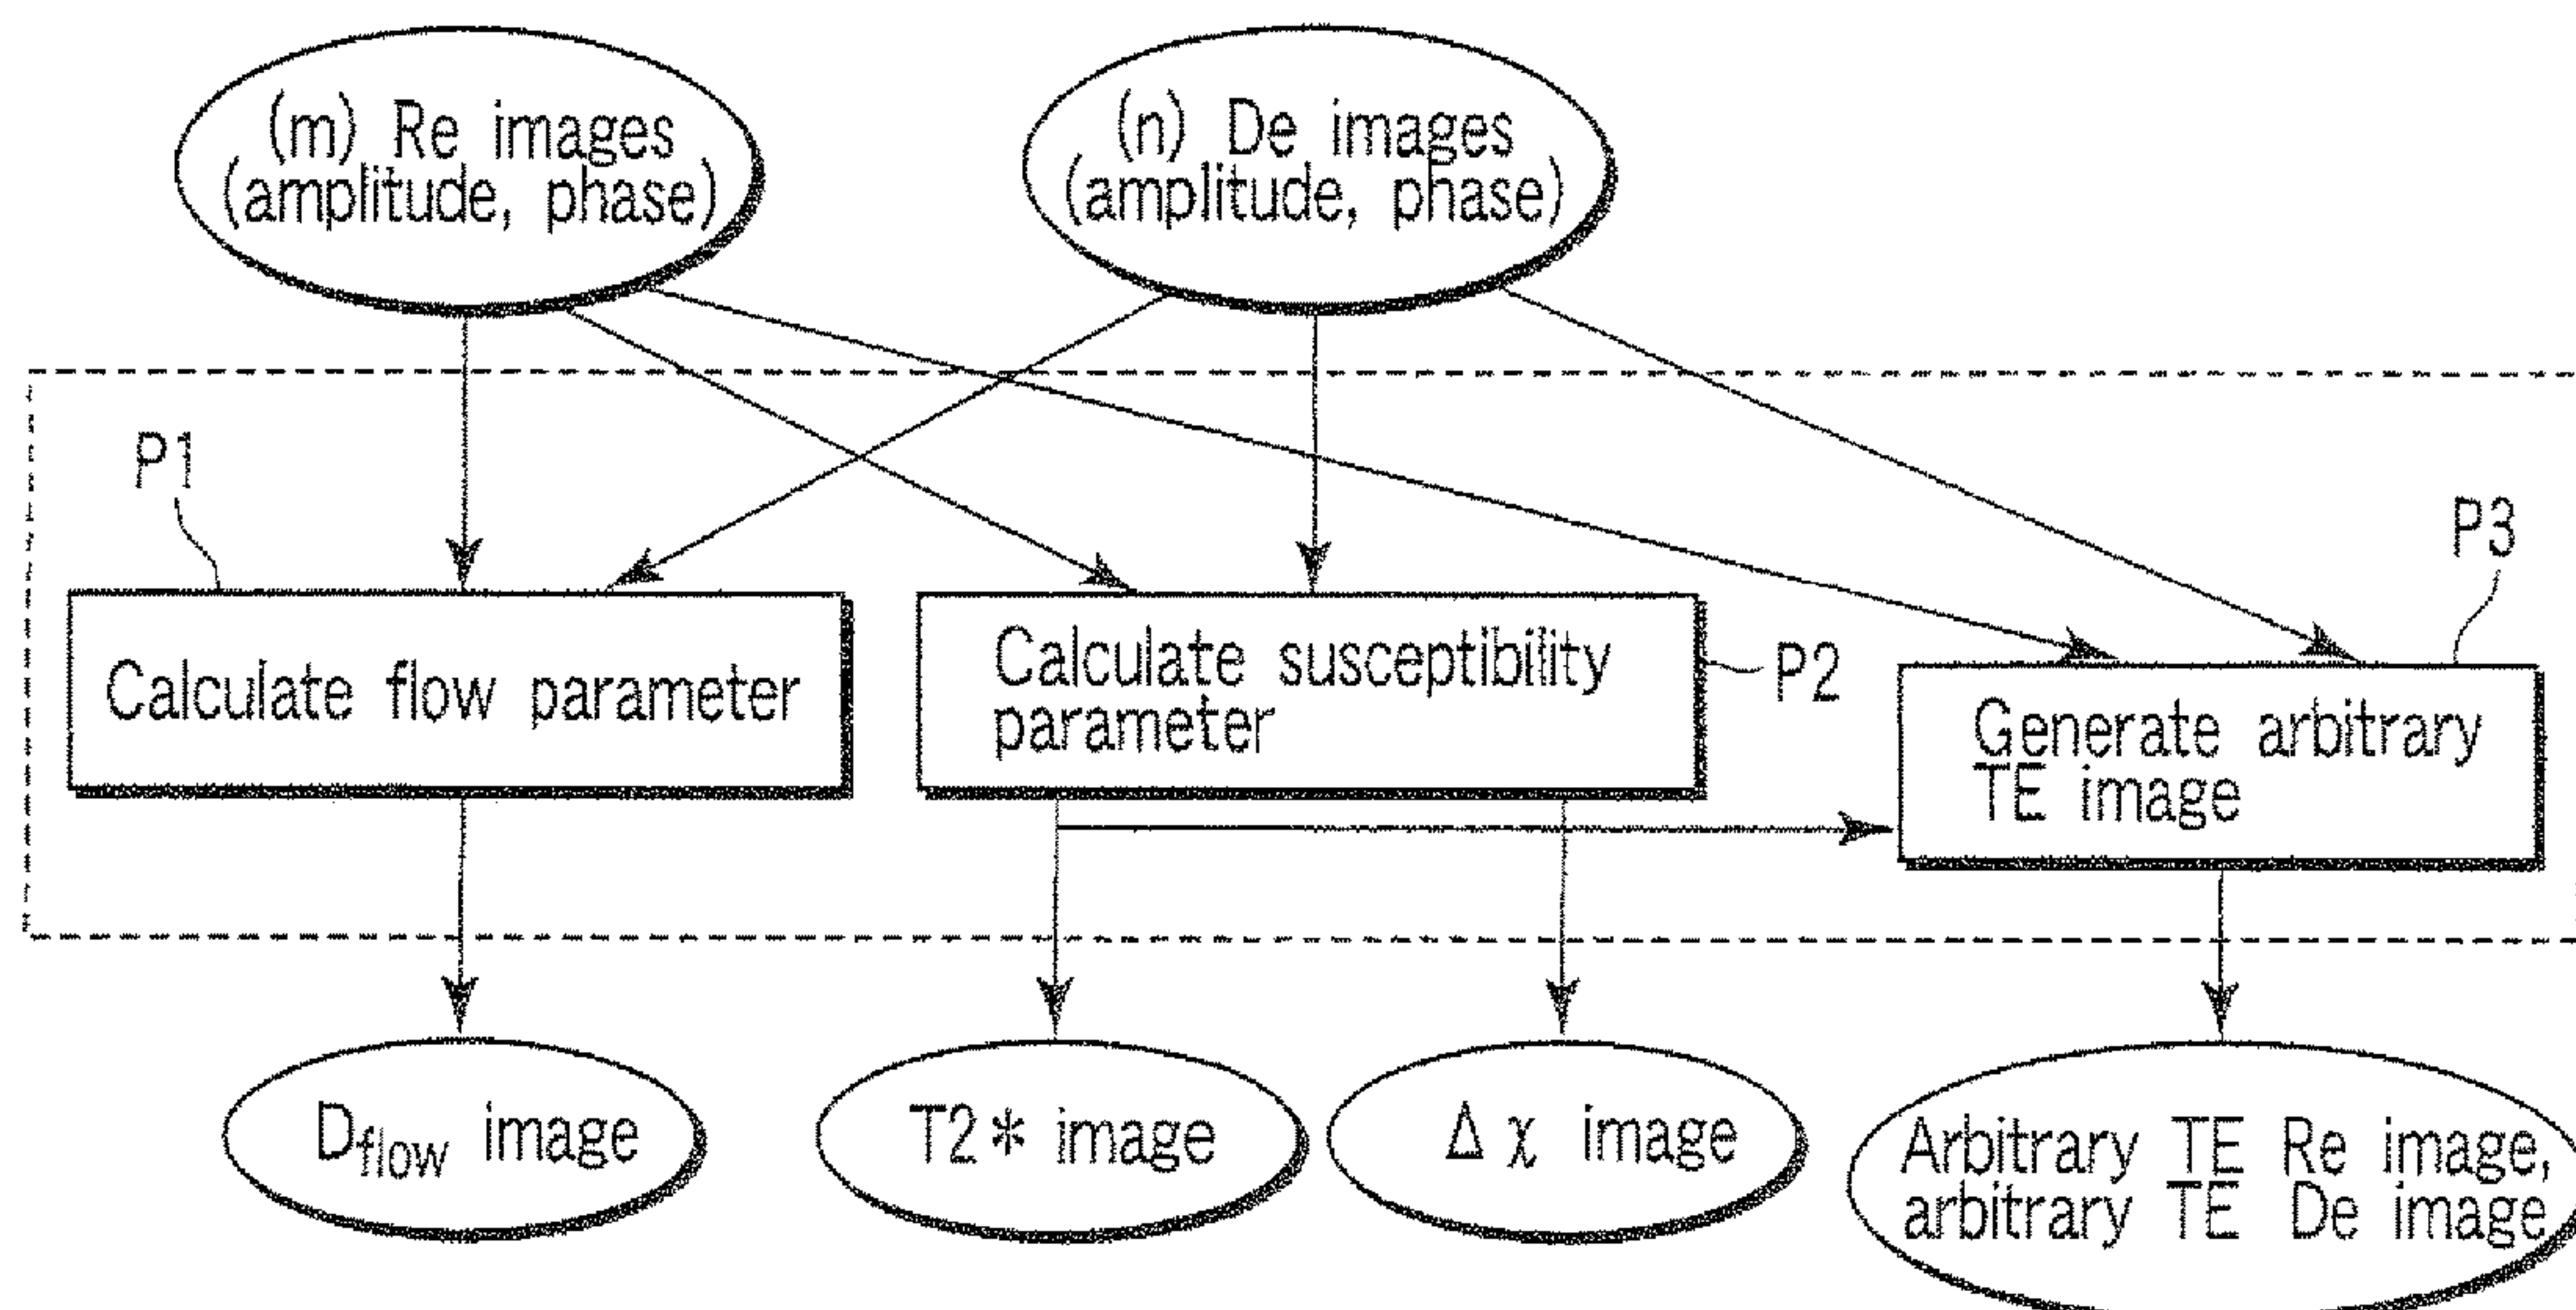 (m) Re images
(amplitude, phase)
(n) De images
(amplitude, phase)
P1
P3
Calculate flow parameter
Calculate susceptibility
parameter
P2
Generate arbitrary
TE image
Dflow image
T2* image
Δχ image
Arbitrary TE Re image,
arbitrary TE De image